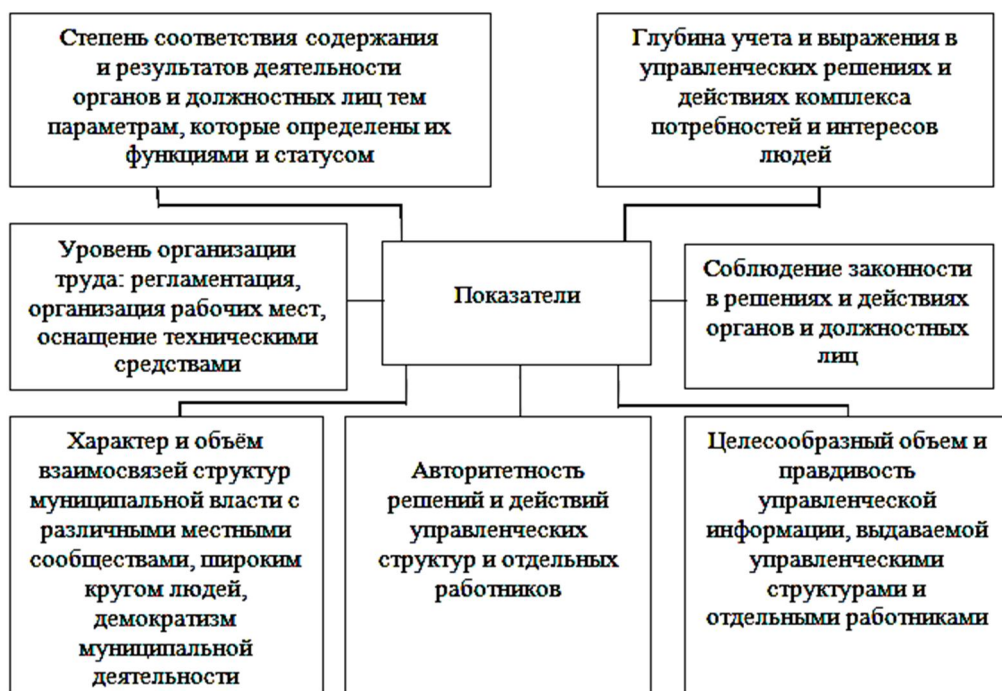 Степень соответствия содержания
и результатов деятельности
органов и должностных лиц тем
параметрам, которые определены их
функциями и статусом
Глубина учета и выражения в
управленческих решениях и
действиях комплекса
потребностей и интересов
людей
Уровень организации
труда: регламентация,
организация рабочих мест,
оснащение техническими
средствами
Показатели
Соблюдение законности
в решениях и действиях
органов и должностных
лиц
Характер и объём
взаимосвязей структур
муниципальной власти с
различными местными
сообществами, широким
кругом людей,
демократизм
муниципальной
деятельности
Авторитетность
решений и действий
управленческих
структур и отдельных
работников
Целесообразный объем и
правдивость
управленческой
информации, выдаваемой
управленческими
структурами и
отдельными работниками